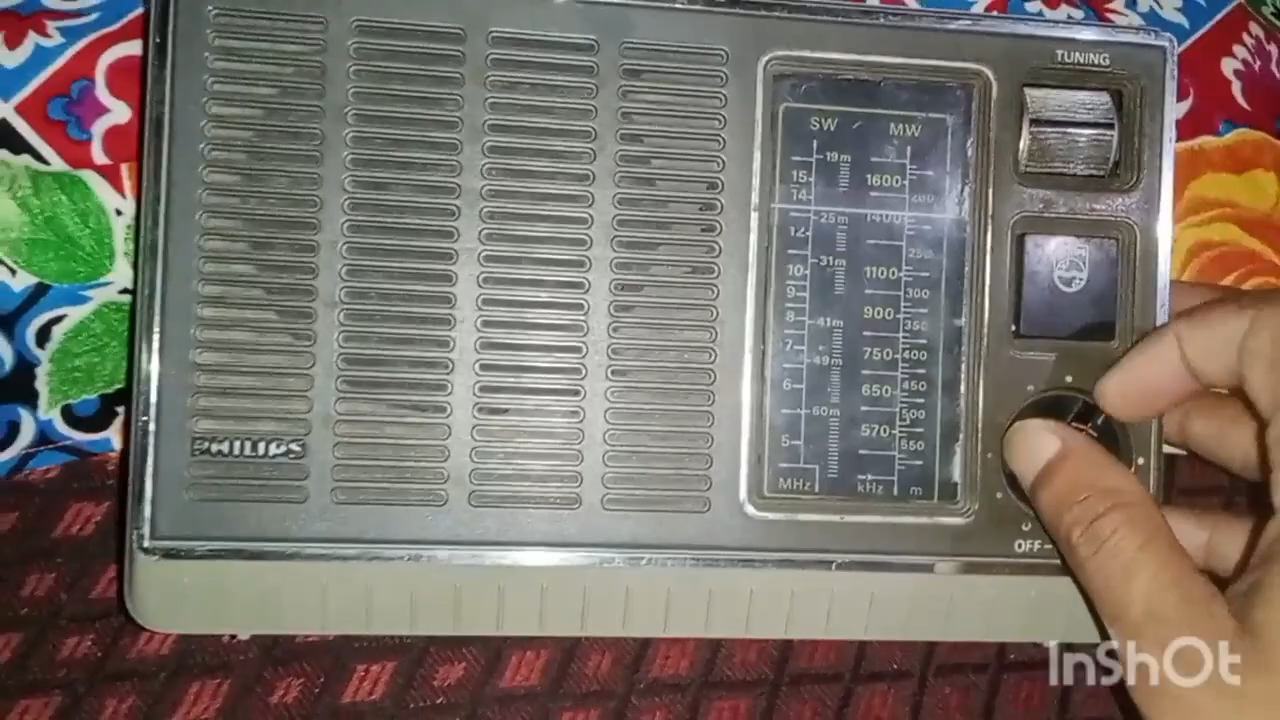 TUNING
SW MW
19m
15 1600
14 200
25m 1400
12
31m 250
10 1100
9 300
8 900
41m 350
7 750 400
49m
6 650 450
60m 500
570
5 550
MHz kHz m
PHILIPS
OFF
InShOt